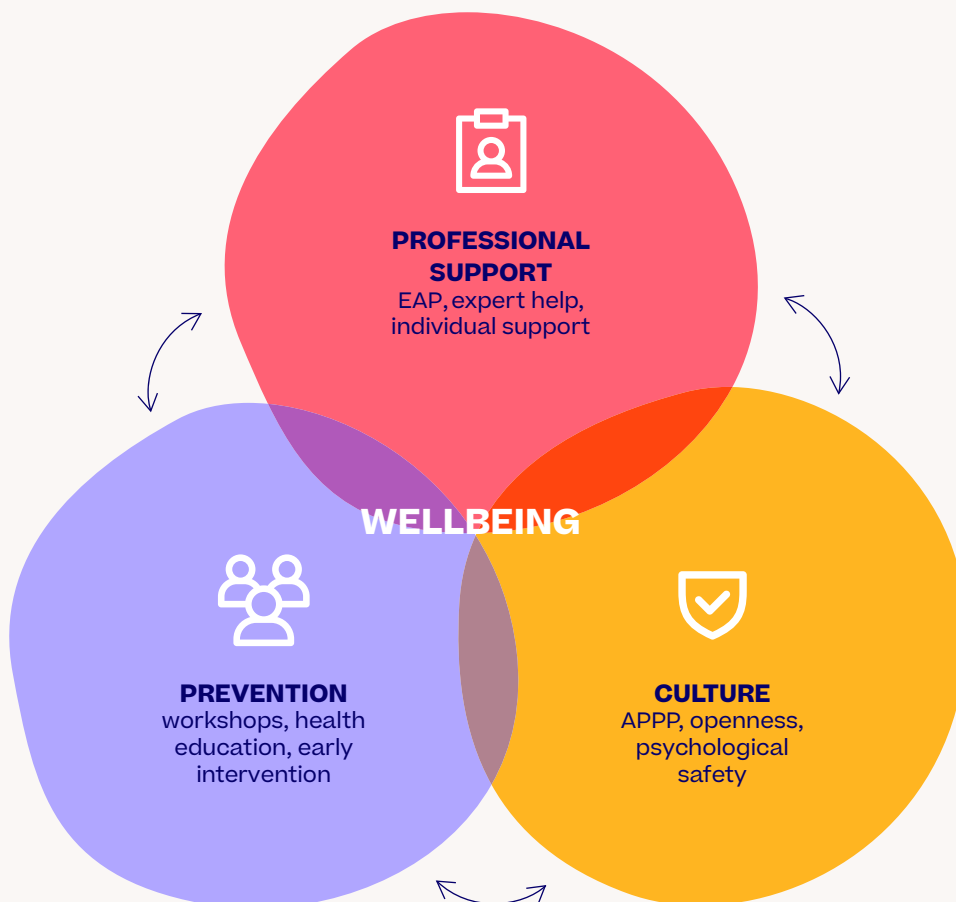 PROFESSIONAL
SUPPORT
EAP, expert help,
individual support
WELLBEING
PREVENTION
workshops, health
education, early
intervention
CULTURE
APPP, openness,
psychological
safety